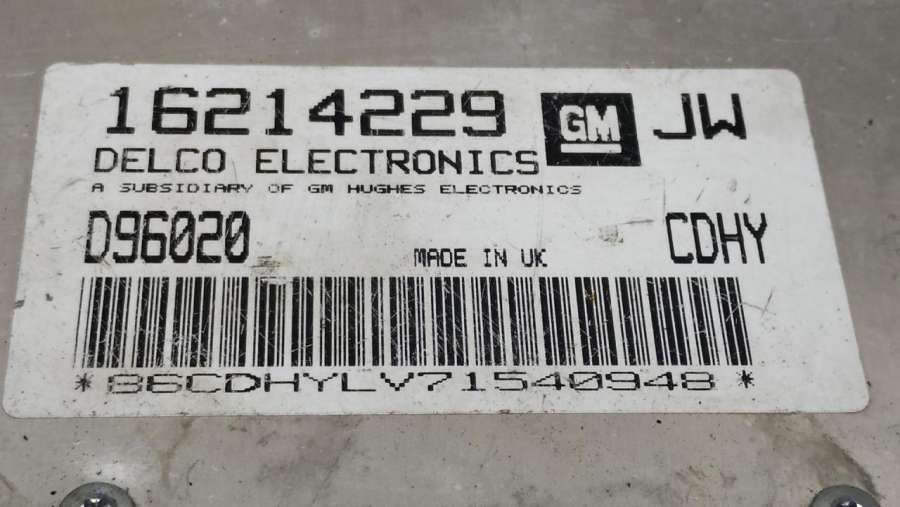 16214229 GM JW
DELCO ELECTRONICS
A SUBSIDIARY OF GM HUGHES ELECTRONICS
D96020 MADE IN UK CDHY
*86CDHYLV71540948*